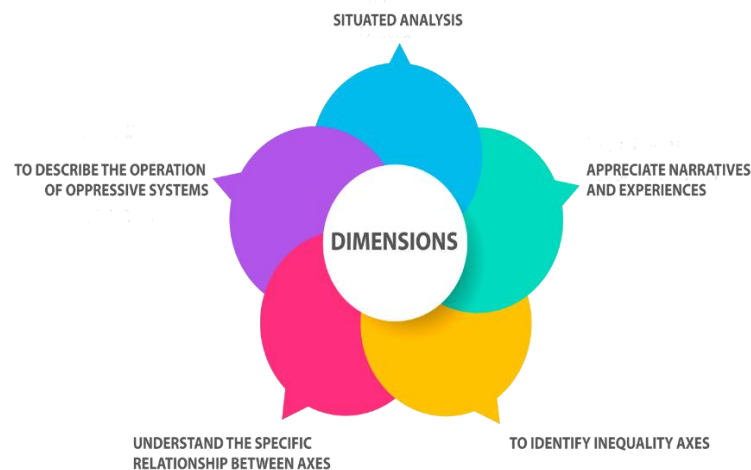 SITUATED ANALYSIS
TO DESCRIBE THE OPERATION
OF OPPRESSIVE SYSTEMS
APPRECIATE NARRATIVES
AND EXPERIENCES
DIMENSIONS
UNDERSTAND THE SPECIFIC
RELATIONSHIP BETWEEN AXES
TO IDENTIFY INEQUALITY AXES